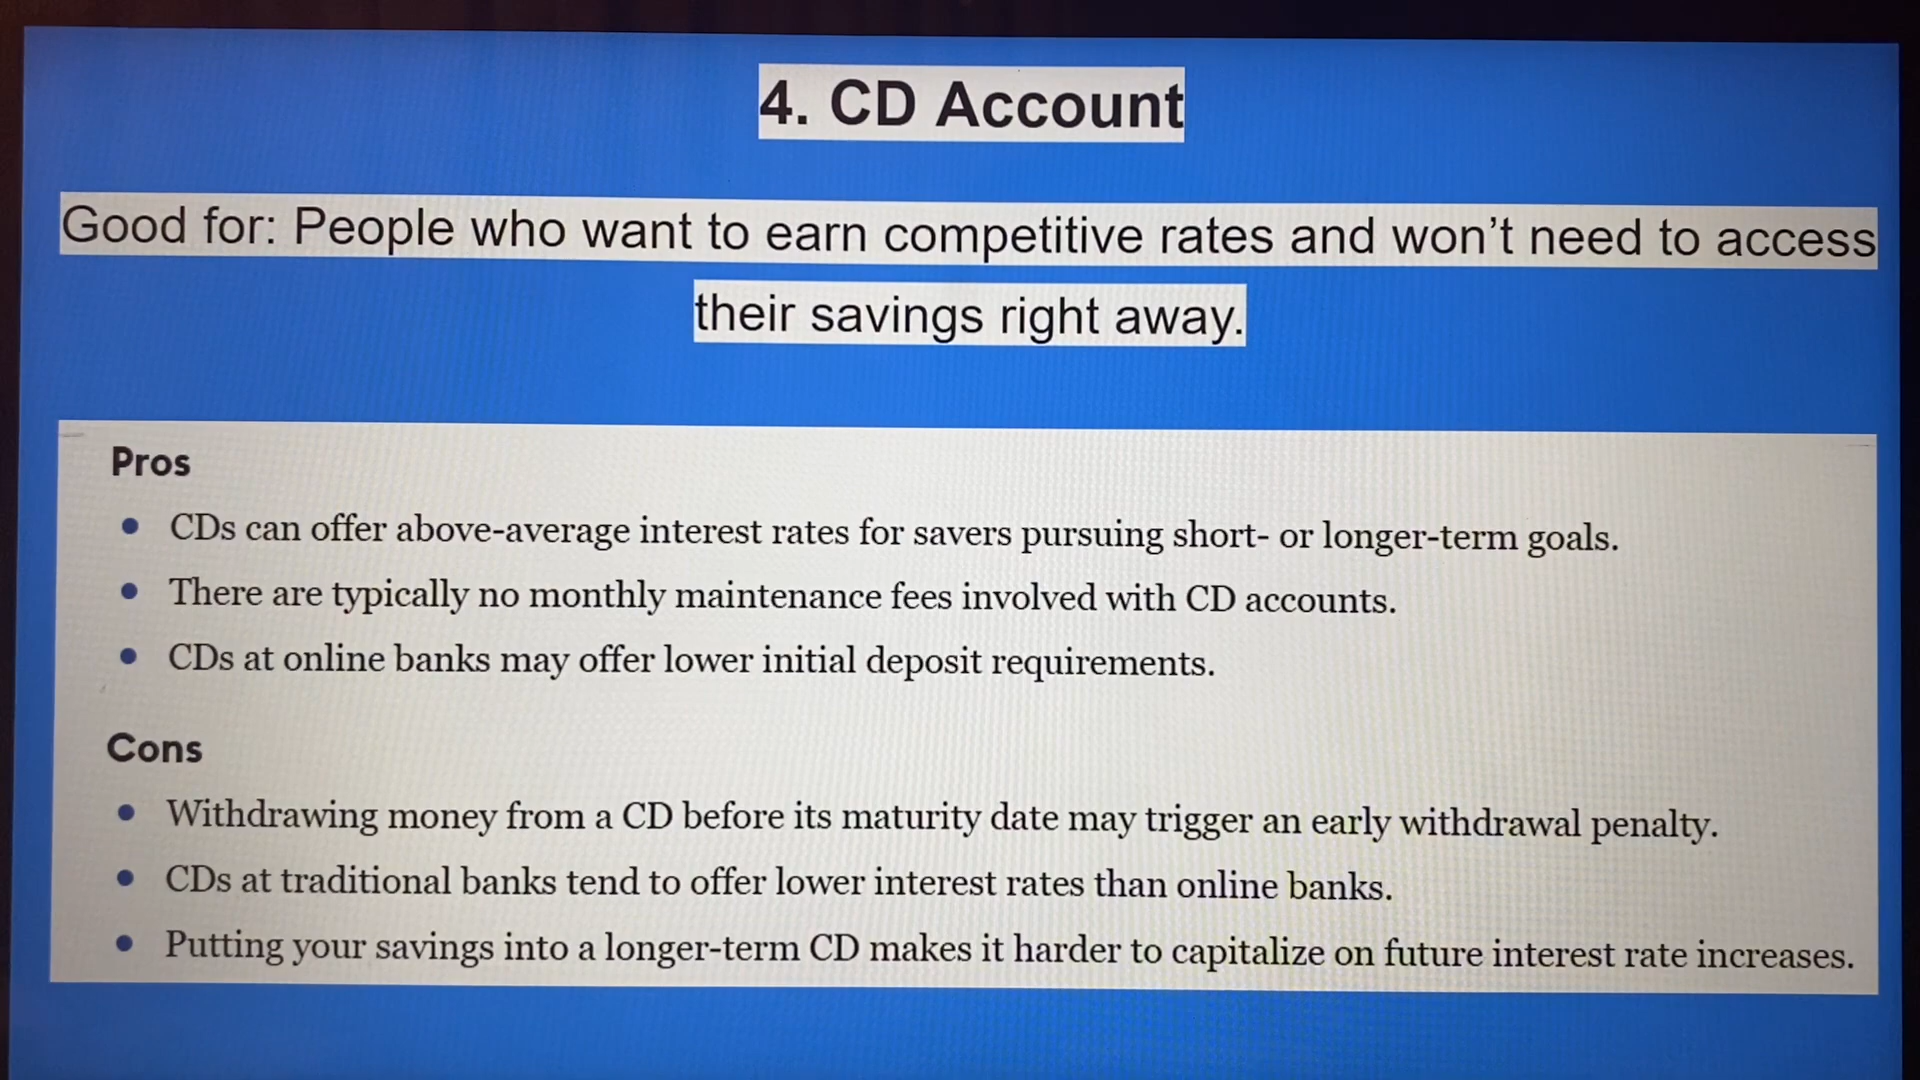 4. CD Account
Good for: People who want to earn competitive rates and won’t need to access
their savings right away.
Pros
• CDs can offer above-average interest rates for savers pursuing short- or longer-term goals.
• There are typically no monthly maintenance fees involved with CD accounts.
• CDs at online banks may offer lower initial deposit requirements.
Cons
• Withdrawing money from a CD before its maturity date may trigger an early withdrawal penalty.
• CDs at traditional banks tend to offer lower interest rates than online banks.
• Putting your savings into a longer-term CD makes it harder to capitalize on future interest rate increases.